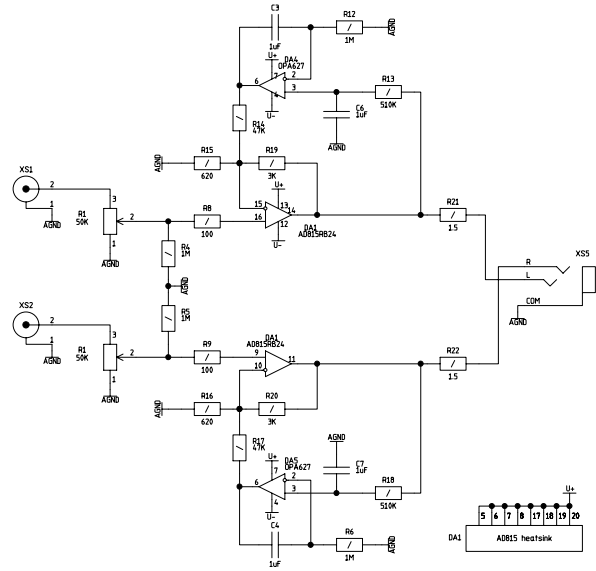 C3
1uF
R12
1M
AGND
U+
DA4
OPA627
7
2
6
3
4
U-
R13
510K
C6
1uF
AGND
R14
47K
AGND
R15
620
R19
3K
XS1
2
1
AGND
3
R1
50K
2
1
AGND
R8
100
U+
15
13
14
16
12
DA1
AD815RB24
U-
R21
1.5
R4
1M
AGND
R5
1M
R
L
XS5
COM
AGND
XS2
2
1
AGND
3
R1
50K
2
1
AGND
R9
100
DA1
AD815RB24
9
11
10
R22
1.5
AGND
R16
620
R20
3K
R17
47K
U+
DA5
OPA627
7
2
6
3
4
U-
AGND
C7
1uF
R18
510K
C4
1uF
R6
1M
AGND
U+
5 6 7 8 17 18 19 20
DA1
AD815 heatsink